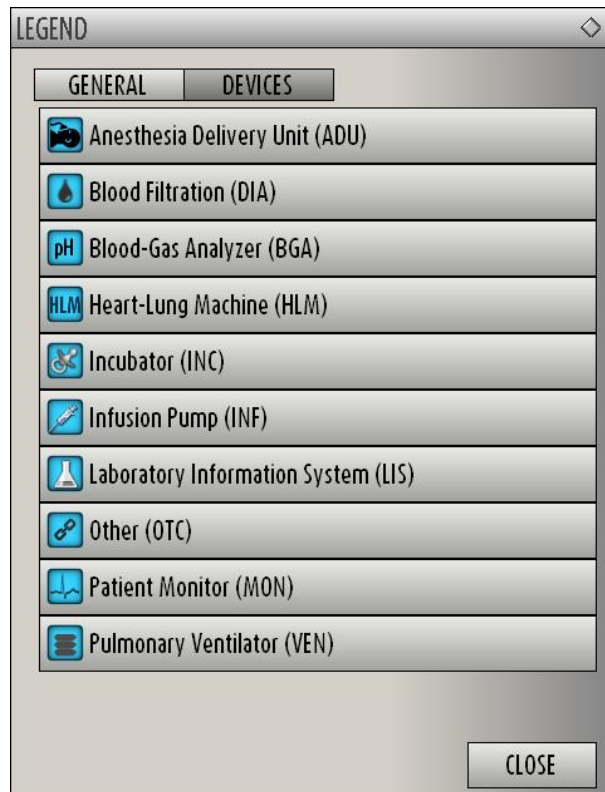 LEGEND
GENERAL DEVICES
Anesthesia Delivery Unit (ADU)
Blood Filtration (DIA)
pH Blood-Gas Analyzer (BGA)
HLM Heart-Lung Machine (HLM)
Incubator (INC)
Infusion Pump (INF)
Laboratory Information System (LIS)
Other (OTC)
Patient Monitor (MON)
Pulmonary Ventilator (VEN)
CLOSE